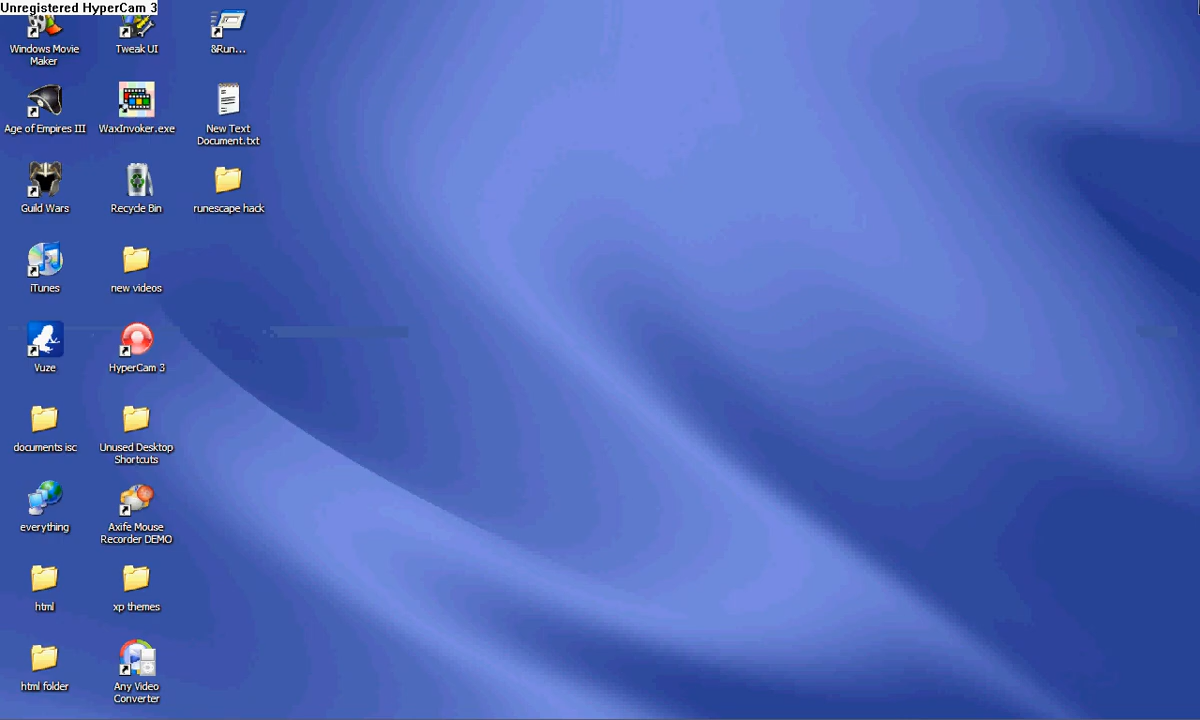 Unregistered HyperCam 3
Windows Movie
Maker
Tweak UI
&Run...
Age of Empires III
WaxInvoker.exe
New Text
Document.txt
Guild Wars
Recycle Bin
runescape hack
iTunes
new videos
Vuze
HyperCam 3
documents isc
Unused Desktop
Shortcuts
everything
Axife Mouse
Recorder DEMO
html
xp themes
html folder
Any Video
Converter